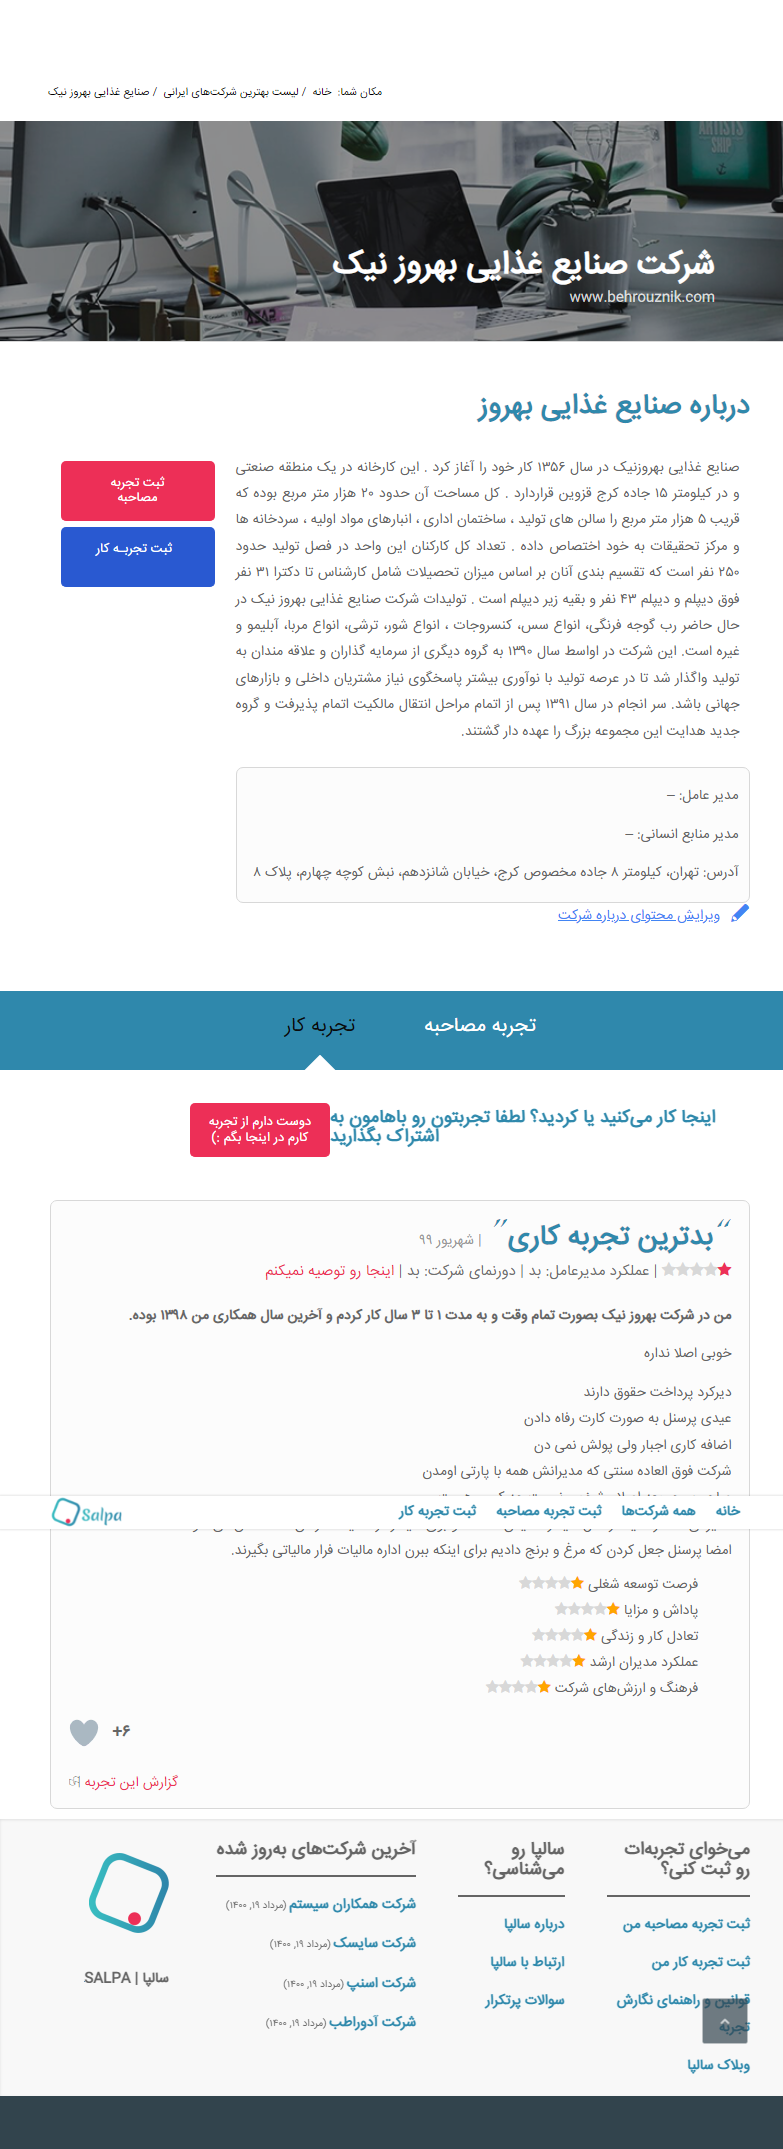 مکان شما: خانه / لیست بهترین شرکت‌های ایرانی / صنایع غذایی بهروز نیک
ARTISTS
SHIP
شرکت صنایع غذایی بهروز نیک
www.behrouznik.com
درباره صنایع غذایی بهروز
صنایع غذایی بهروزنیک در سال ۱۳۵۶ کار خود را آغاز کرد . این کارخانه در یک منطقه صنعتی
و در کیلومتر ۱۵ جاده کرج قزوین قراردارد . کل مساحت آن حدود ۲۰ هزار متر مربع بوده که
قریب ۵ هزار متر مربع را سالن های تولید ، ساختمان اداری ، انبارهای مواد اولیه ، سردخانه ها
و مرکز تحقیقات به خود اختصاص داده . تعداد کل کارکنان این واحد در فصل تولید حدود
۲۵۰ نفر است که تقسیم بندی آنان بر اساس میزان تحصیلات شامل کارشناس تا دکترا ۳۱ نفر
فوق دیپلم و دیپلم ۴۳ نفر و بقیه زیر دیپلم است . تولیدات شرکت صنایع غذایی بهروز نیک در
حال حاضر رب گوجه فرنگی، انواع سس، کنسروجات ، انواع شور، ترشی، انواع مربا، آبلیمو و
غیره است. این شرکت در اواسط سال ۱۳۹۰ به گروه دیگری از سرمایه گذاران و علاقه مندان به
تولید واگذار شد تا در عرصه تولید با نوآوری بیشتر پاسخگوی نیاز مشتریان داخلی و بازارهای
جهانی باشد. سر انجام در سال ۱۳۹۱ پس از اتمام مراحل انتقال مالکیت اتمام پذیرفت و گروه
جدید هدایت این مجموعه بزرگ را عهده دار گشتند.
ثبت تجربه
مصاحبه
ثبت تجربـه کار
مدیر عامل: –
مدیر منابع انسانی: –
آدرس: تهران، کیلومتر ۸ جاده مخصوص کرج، خیابان شانزدهم، نبش کوچه چهارم، پلاک ۸
ویرایش محتوای درباره شرکت
تجربه مصاحبه
تجربه کار
اینجا کار می‌کنید یا کردید؟ لطفا تجربتون رو باهامون به
اشتراک بگذارید
دوست دارم از تجربه
کارم در اینجا بگم :)
“بدترین تجربه کاری” | شهریور ۹۹
| عملکرد مدیرعامل: بد | دورنمای شرکت: بد | اینجا رو توصیه نمیکنم
من در شرکت بهروز نیک بصورت تمام وقت و به مدت ۱ تا ۳ سال کار کردم و آخرین سال همکاری من ۱۳۹۸ بوده.
خوبی اصلا نداره
دیرکرد پرداخت حقوق دارند
عیدی پرسنل به صورت کارت رفاه دادن
اضافه کاری اجبار ولی پولش نمی دن
شرکت فوق العاده سنتی که مدیرانش همه با پارتی اومدن
خانه
همه شرکت‌ها
ثبت تجربه مصاحبه
ثبت تجربه کار
Salpa
امضا پرسنل جعل کردن که مرغ و برنج دادیم برای اینکه ببرن اداره مالیات فرار مالیاتی بگیرند.
فرصت توسعه شغلی
پاداش و مزایا
تعادل کار و زندگی
عملکرد مدیران ارشد
فرهنگ و ارزش‌های شرکت
+۶
گزارش این تجربه
می‌خوای تجربه‌ات
رو ثبت کنی؟
ثبت تجربه مصاحبه من
ثبت تجربه کار من
قوانین و راهنمای نگارش
تجربه
وبلاگ سالپا
سالپا رو
می‌شناسی؟
درباره سالپا
ارتباط با سالپا
سوالات پرتکرار
آخرین شرکت‌های به‌روز شده
شرکت همکاران سیستم (مرداد ۱۹, ۱۴۰۰)
شرکت سایسک (مرداد ۱۹, ۱۴۰۰)
شرکت اسنپ (مرداد ۱۹, ۱۴۰۰)
شرکت آدوراطب (مرداد ۱۹, ۱۴۰۰)
سالپا | SALPA